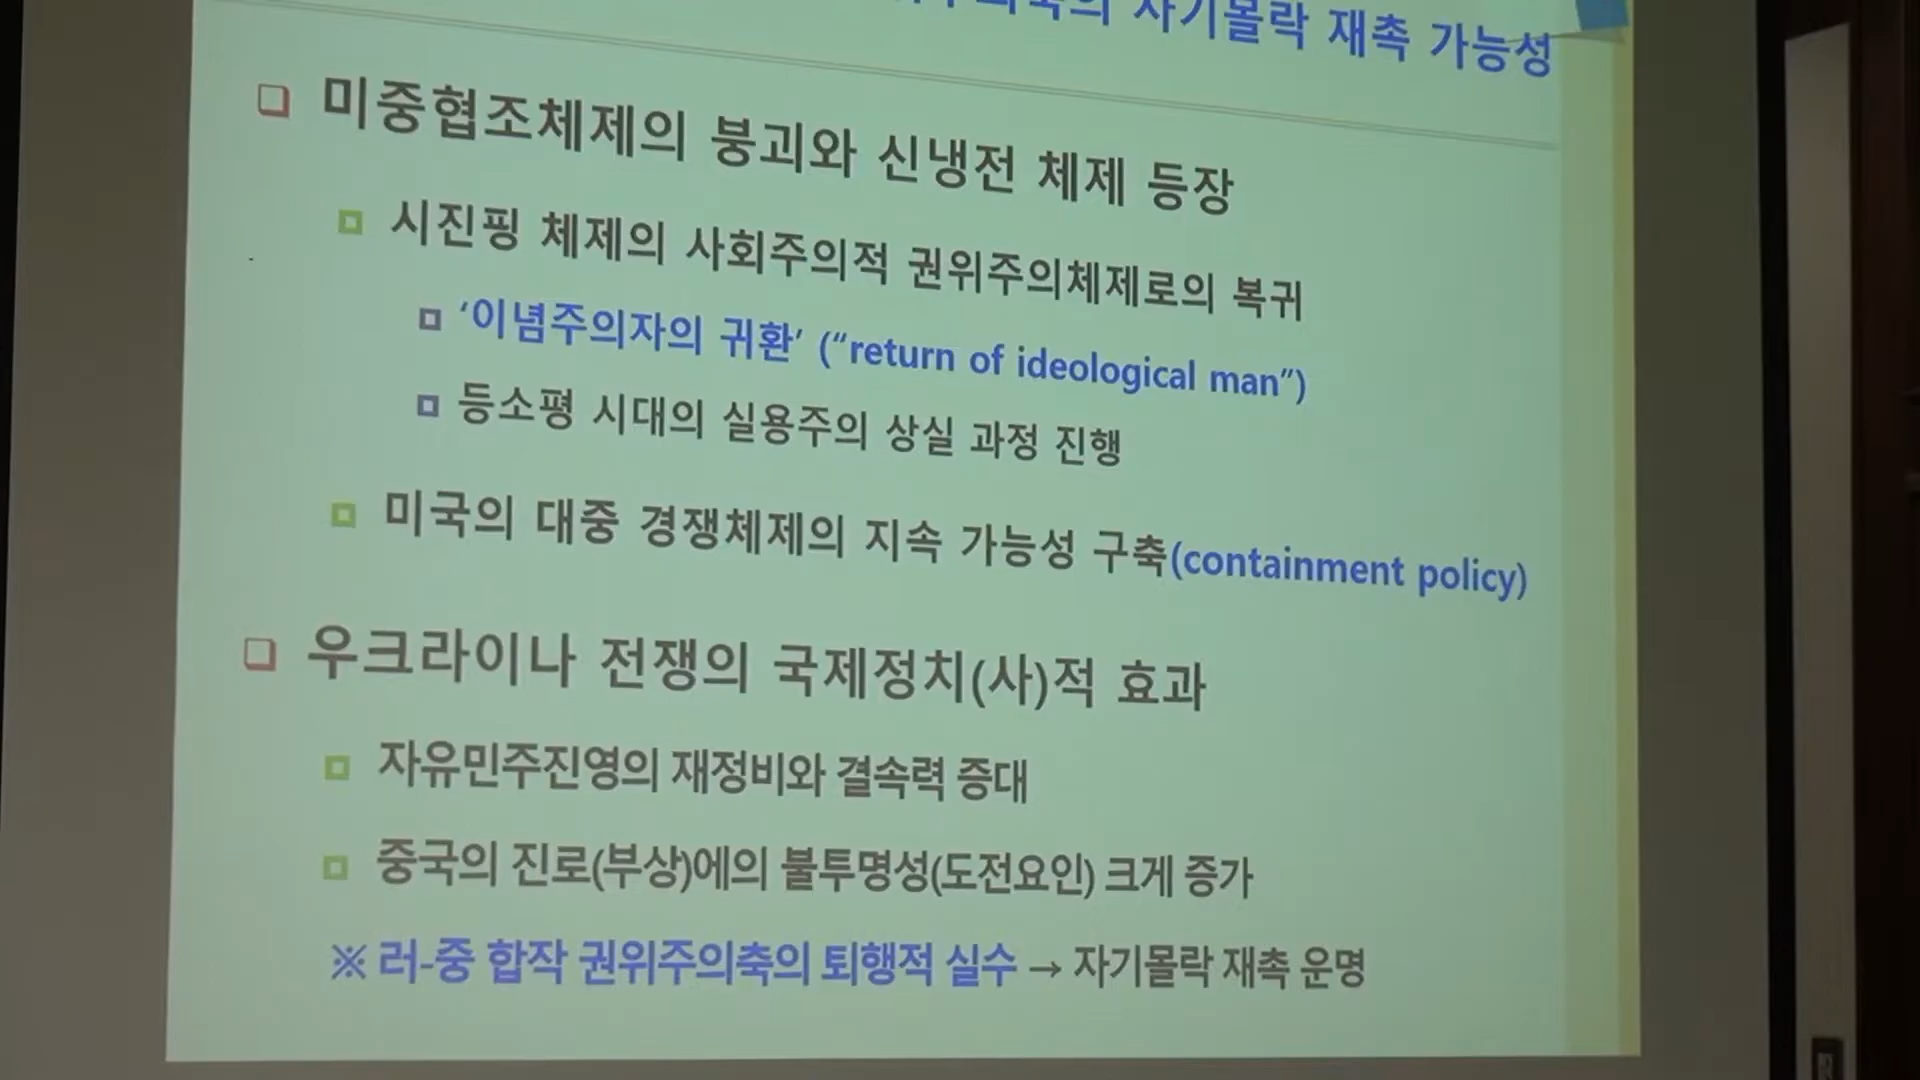 자기몰락 재촉 가능성
❑ 미중협조체제의 붕괴와 신냉전 체제 등장
시진핑 체제의 사회주의적 권위주의체제로의 복귀
‘이념주의자의 귀환’ (“return of ideological man”)
등소평 시대의 실용주의 상실 과정 진행
미국의 대중 경쟁체제의 지속 가능성 구축(containment policy)
❑ 우크라이나 전쟁의 국제정치(사)적 효과
자유민주진영의 재정비와 결속력 증대
중국의 진로(부상)에의 불투명성(도전요인) 크게 증가
※ 러-중 합작 권위주의축의 퇴행적 실수 → 자기몰락 재촉 운명